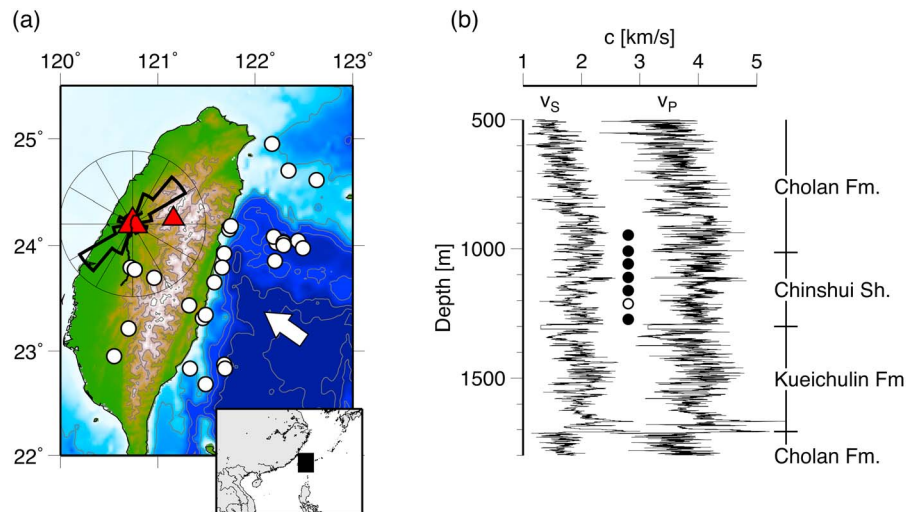 (a)
120° 121° 122° 123°
25°
24°
23°
22°
(b)
c [km/s]
1 2 3 4 5
vS vP
500
1000
1500
Depth [m]
Cholan Fm.
Chinshui Sh.
Kueichulin Fm
Cholan Fm.